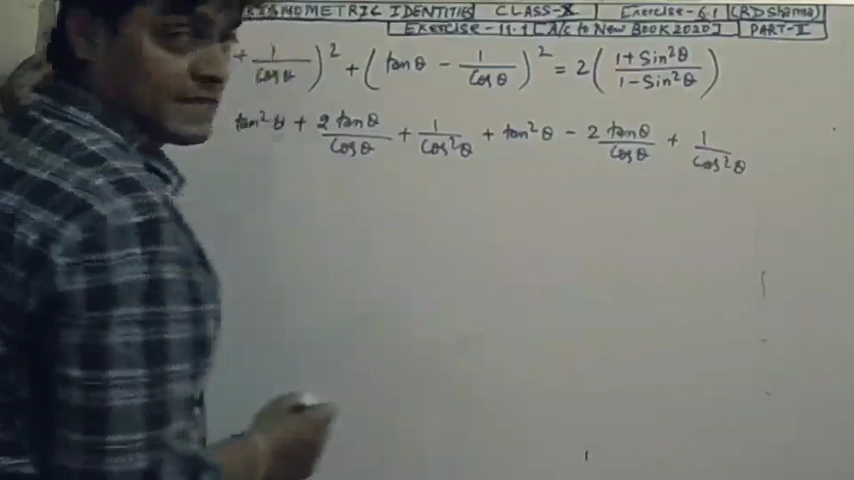 TRIGONOMETRIC IDENTITIES CLASS-X Exercise-6.1 (RD Sharma)
EXERCISE-11.1 [A/c to New BOOK 2020] PART-I
+ 1/cosθ)² + (tanθ - 1/cosθ)² = 2(1+Sin²θ/1-Sin²θ)
tan²θ + 2tanθ/cosθ + 1/cos²θ + tan²θ - 2tanθ/cosθ + 1/cos²θ